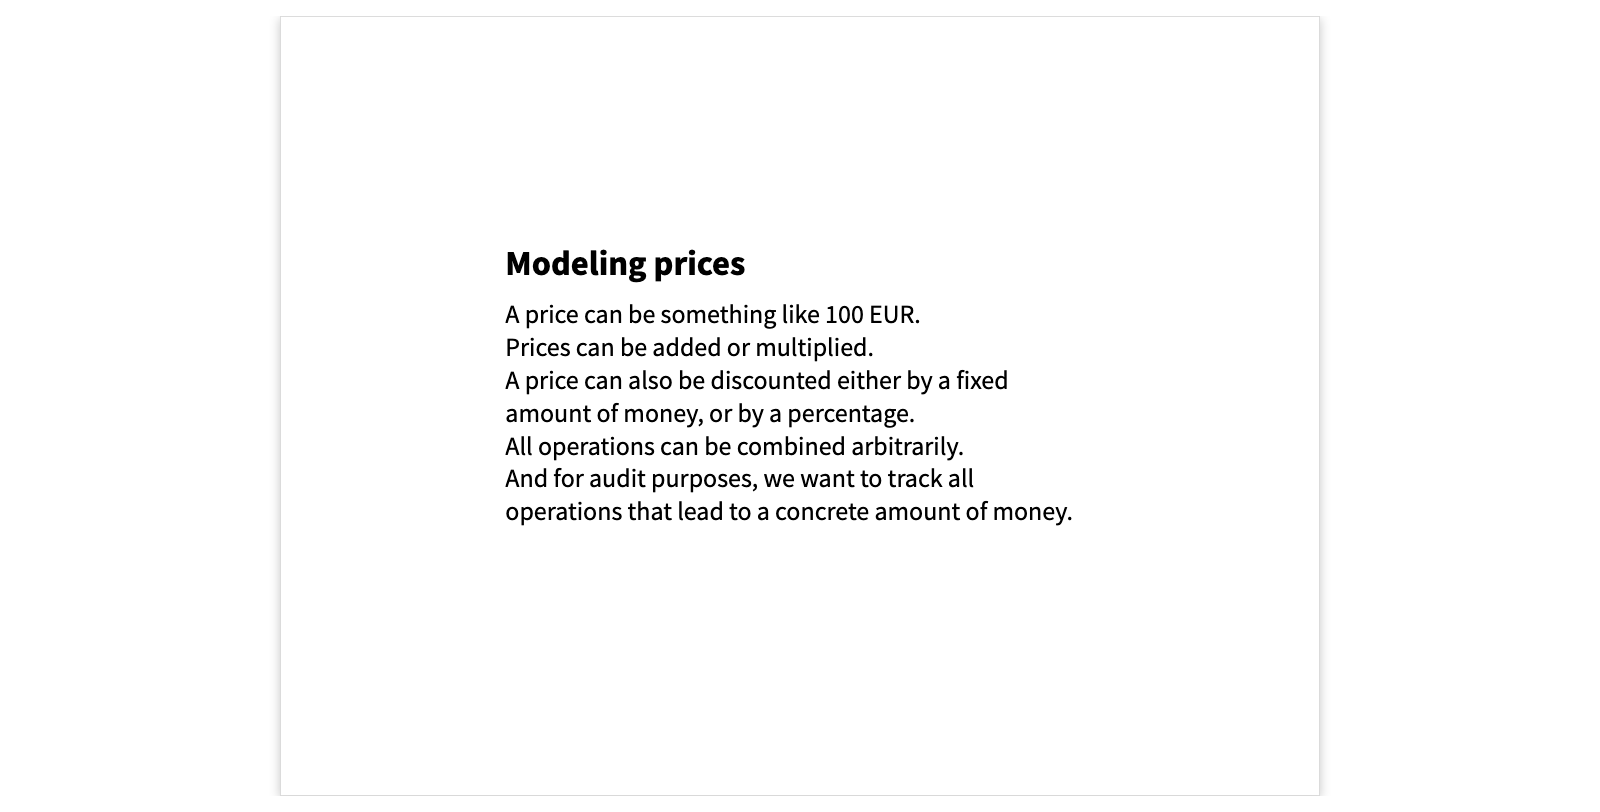 Modeling prices
A price can be something like 100 EUR.
Prices can be added or multiplied.
A price can also be discounted either by a fixed
amount of money, or by a percentage.
All operations can be combined arbitrarily.
And for audit purposes, we want to track all
operations that lead to a concrete amount of money.